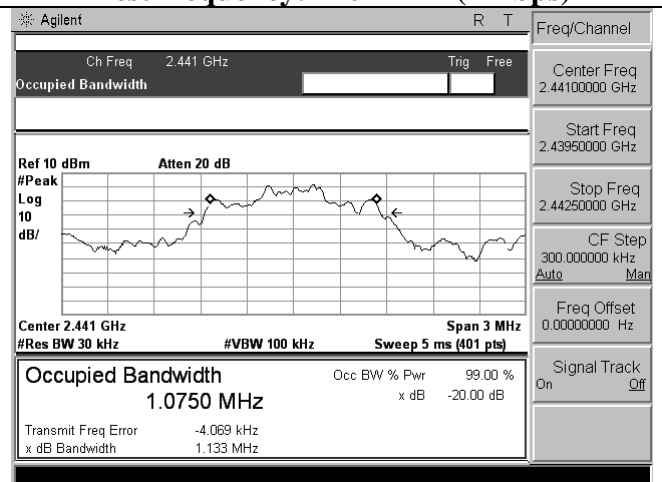 Agilent R T
Freq/Channel
Ch Freq 2.441 GHz Trig Free
Occupied Bandwidth
Center Freq
2.44100000 GHz
Start Freq
2.43950000 GHz
Stop Freq
2.44250000 GHz
CF Step
300.000000 kHz
Auto Man
Freq Offset
0.00000000 Hz
Signal Track
On Off
Ref 10 dBm Atten 20 dB
#Peak
Log
10
dB/
Center 2.441 GHz Span 3 MHz
#Res BW 30 kHz #VBW 100 kHz Sweep 5 ms (401 pts)
Occupied Bandwidth Occ BW % Pwr 99.00 %
1.0750 MHz x dB -20.00 dB
Transmit Freq Error -4.069 kHz
x dB Bandwidth 1.133 MHz